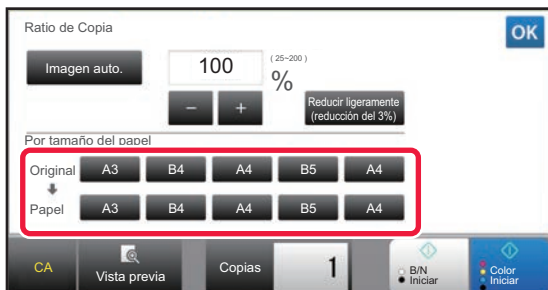 Ratio de Copia
OK
Imagen auto.
100
(25~200)
%
−
+
Reducir ligeramente
(reducción del 3%)
Por tamaño del papel
Original A3 B4 A4 B5 A4
Papel A3 B4 A4 B5 A4
CA
Vista previa
Copias
1
B/N
Iniciar
Color
Iniciar